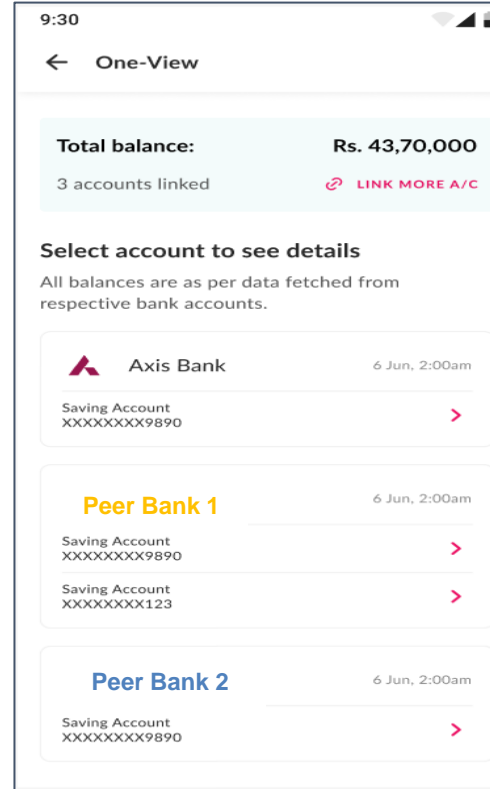 9:30
One-View
Total balance: Rs. 43,70,000
3 accounts linked LINK MORE A/C
Select account to see details
All balances are as per data fetched from
respective bank accounts.
Axis Bank 6 Jun, 2:00am
Saving Account
XXXXXXXX9890
Peer Bank 1 6 Jun, 2:00am
Saving Account
XXXXXXXX9890
Saving Account
XXXXXXXX123
Peer Bank 2 6 Jun, 2:00am
Saving Account
XXXXXXXX9890